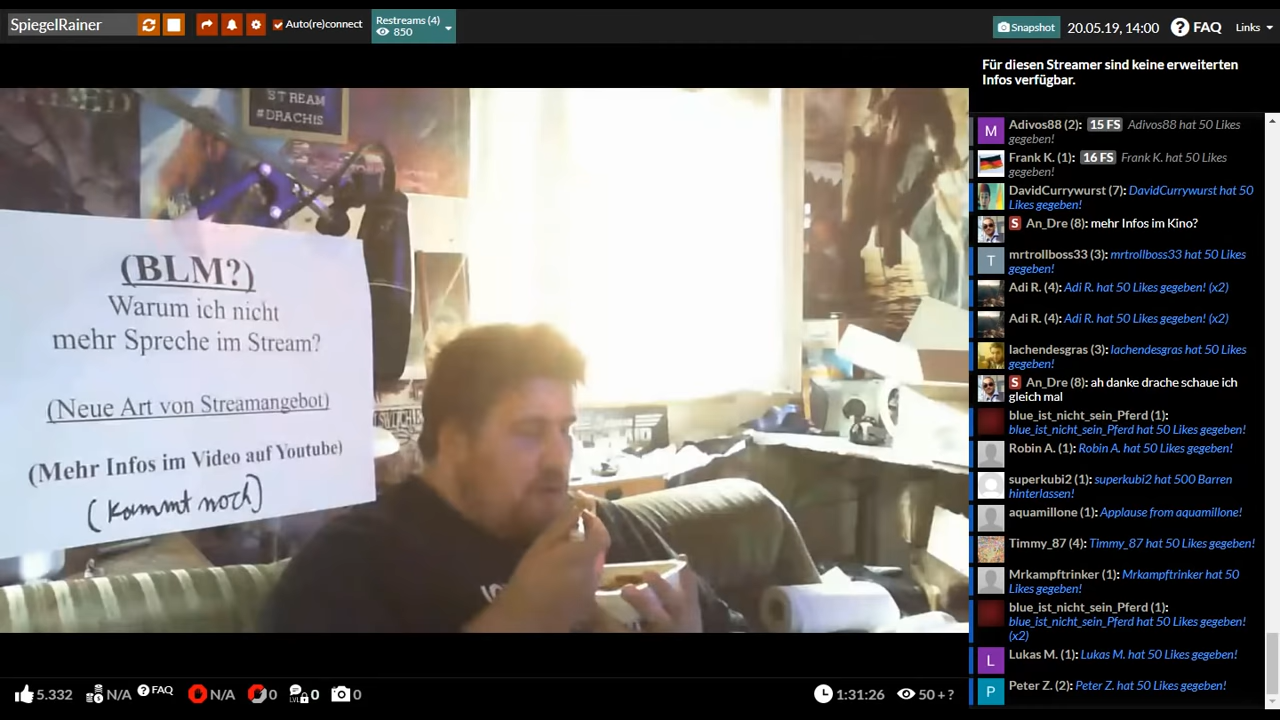 SpiegelRainer
Auto(re)connect
Restreams (4)
850
Snapshot
20.05.19, 14:00
FAQ
Links
Für diesen Streamer sind keine erweiterten
Infos verfügbar.
STREAM
#DRACHIS
(BLM?)
Warum ich nicht
mehr Spreche im Stream?
(Neue Art von Streamangebot)
(Mehr Infos im Video auf Youtube)
(kommt noch)
M
Adivos88 (2): 15 FS Adivos88 hat 50 Likes
gegeben!
Frank K. (1): 16 FS Frank K. hat 50 Likes
gegeben!
DavidCurrywurst (7): DavidCurrywurst hat 50
Likes gegeben!
S An_Dre (8): mehr Infos im Kino?
T
mrtrollboss33 (3): mrtrollboss33 hat 50 Likes
gegeben!
Adi R. (4): Adi R. hat 50 Likes gegeben! (x2)
Adi R. (4): Adi R. hat 50 Likes gegeben! (x2)
lachendesgras (3): lachendesgras hat 50 Likes
gegeben!
S An_Dre (8): ah danke drache schaue ich
gleich mal
blue_ist_nicht_sein_Pferd (1):
blue_ist_nicht_sein_Pferd hat 50 Likes gegeben!
Robin A. (1): Robin A. hat 50 Likes gegeben!
superkubi2 (1): superkubi2 hat 500 Barren
hinterlassen!
aquamillone (1): Applause from aquamillone!
Timmy_87 (4): Timmy_87 hat 50 Likes gegeben!
Mrkampftrinker (1): Mrkampftrinker hat 50
Likes gegeben!
blue_ist_nicht_sein_Pferd (1):
blue_ist_nicht_sein_Pferd hat 50 Likes gegeben!
(x2)
L
Lukas M. (1): Lukas M. hat 50 Likes gegeben!
P
Peter Z. (2): Peter Z. hat 50 Likes gegeben!
5.332
N/A
FAQ
N/A
0
LVL
0
0
1:31:26
50 + ?